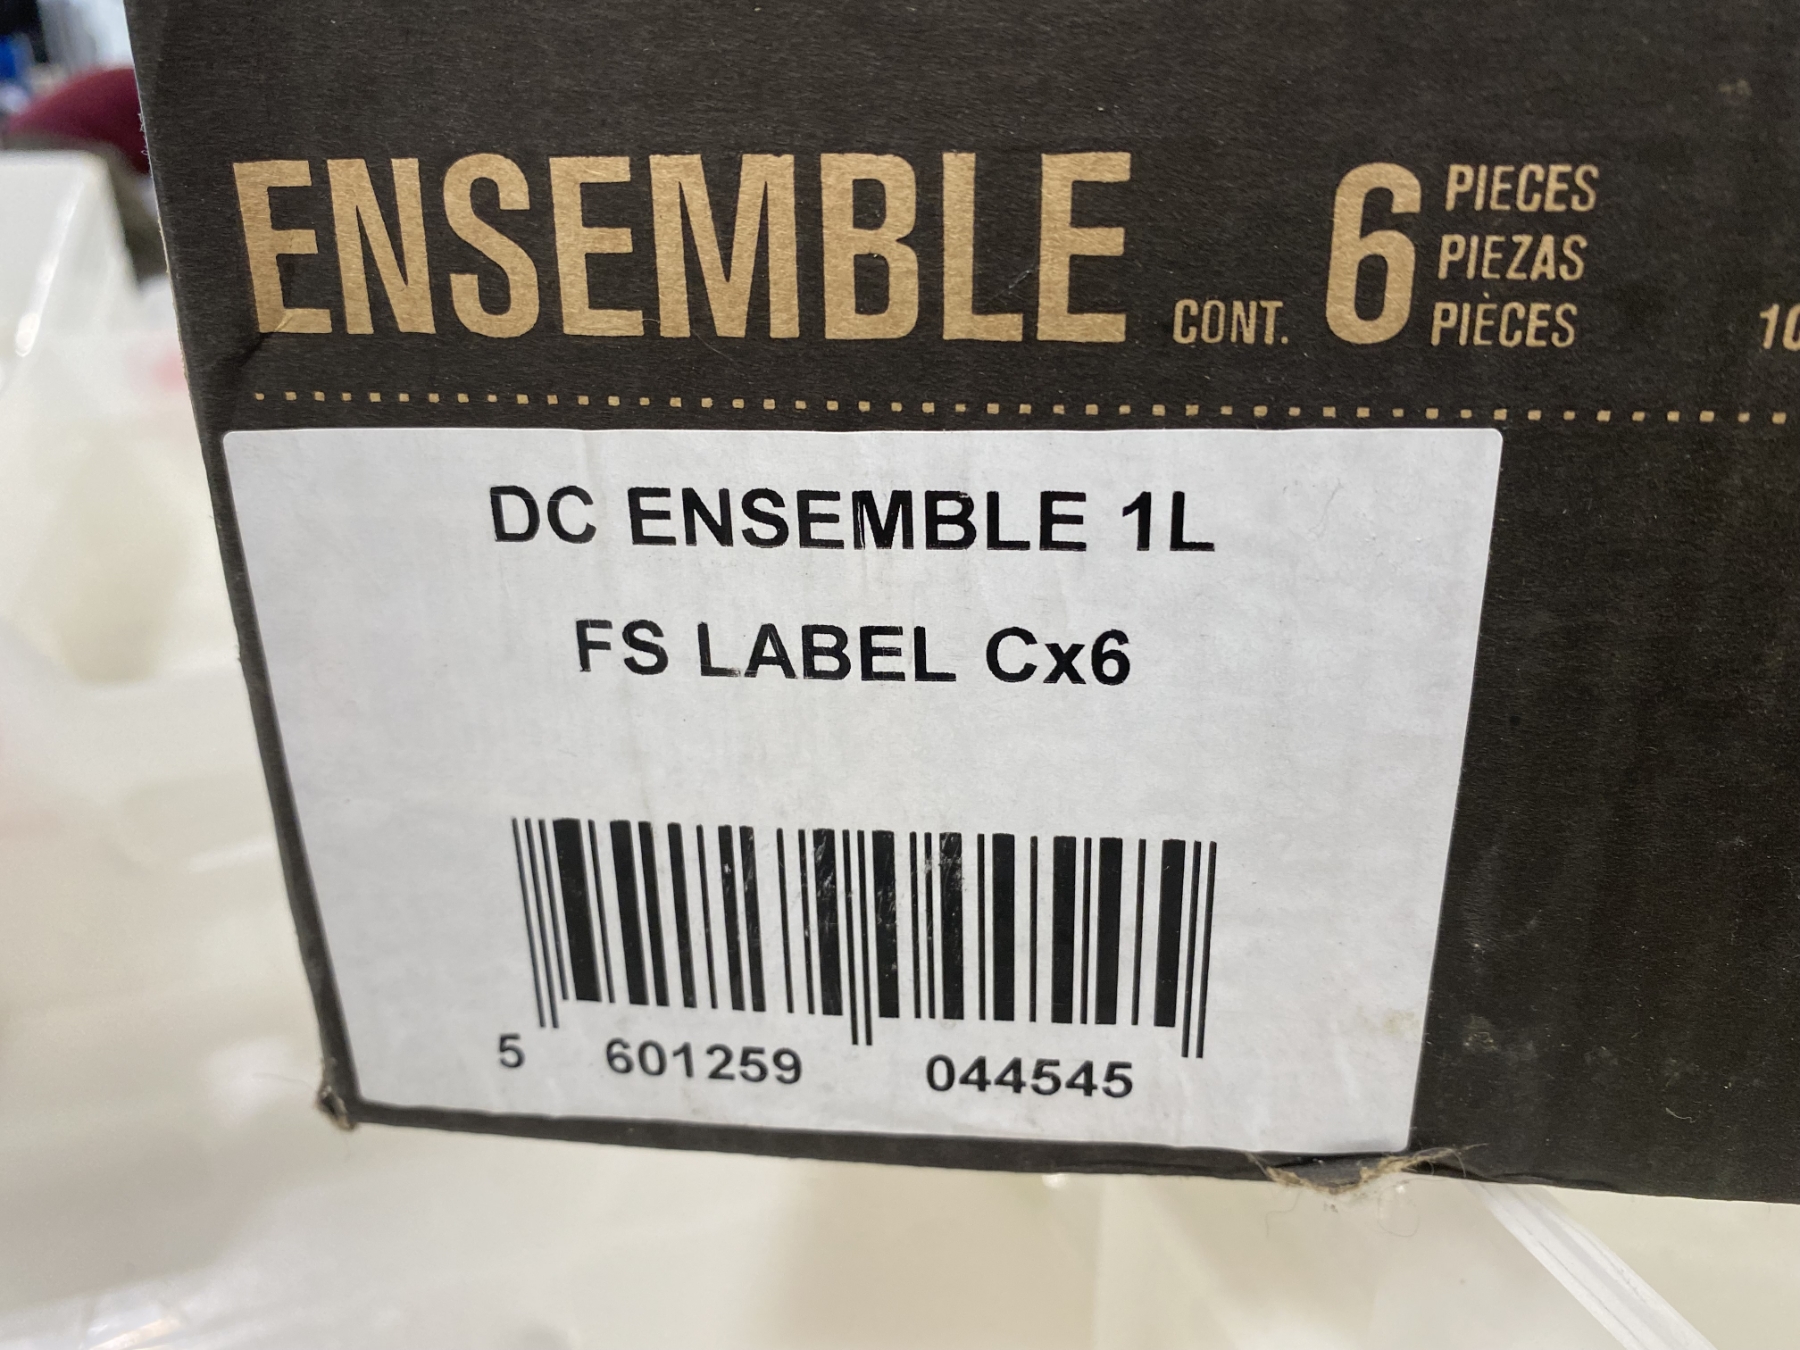 ENSEMBLE CONT. 6 PIECES
PIEZAS
PIÈCES
DC ENSEMBLE 1L
FS LABEL Cx6
5 601259 044545